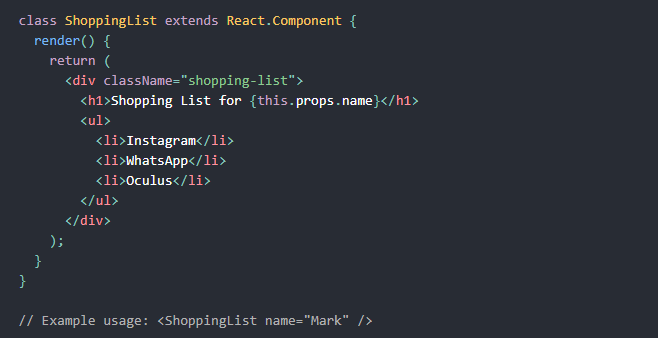 class ShoppingList extends React.Component {
  render() {
    return (
      <div className="shopping-list">
        <h1>Shopping List for {this.props.name}</h1>
        <ul>
          <li>Instagram</li>
          <li>WhatsApp</li>
          <li>Oculus</li>
        </ul>
      </div>
    );
  }
}

// Example usage: <ShoppingList name="Mark" />